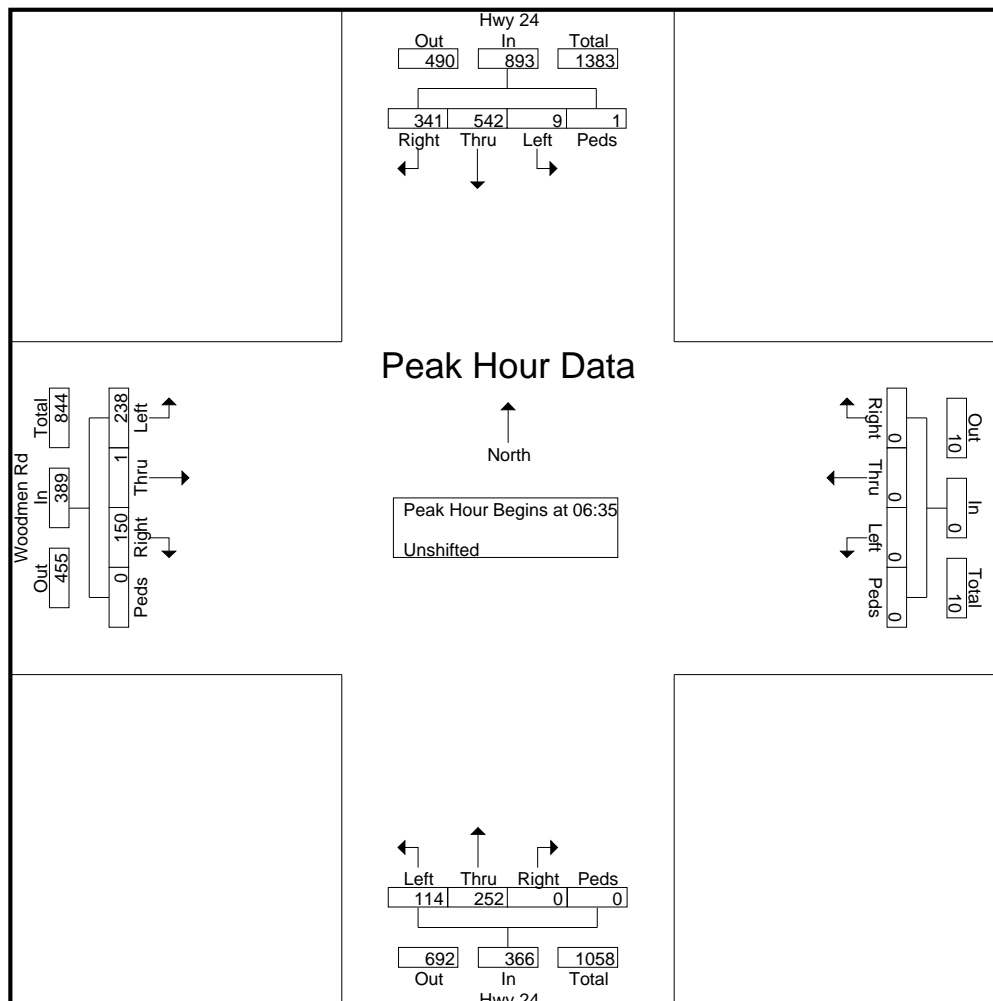 Hwy 24
Out In Total
490 893 1383
341 542 9 1
Right Thru Left Peds
Peak Hour Data
North
Peak Hour Begins at 06:35
Unshifted
Woodmen Rd
Out In Total
455 389 844
238 1 150 0
Left Thru Right Peds
Out In Total
10 0 10
0 0 0 0
Right Thru Left Peds
Left Thru Right Peds
114 252 0 0
692 366 1058
Out In Total
Hwy 24